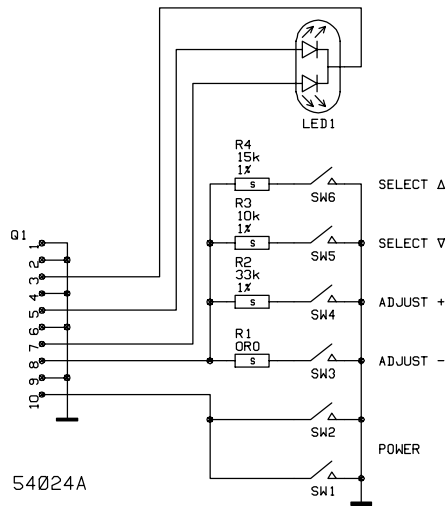 LED1
R4
15k
1%
S
SW6
SELECT Δ
R3
10k
1%
S
SW5
SELECT ∇
R2
33k
1%
S
SW4
ADJUST +
R1
0R0
S
SW3
ADJUST -
SW2
POWER
SW1
Q1
1
2
3
4
5
6
7
8
9
10
54024A